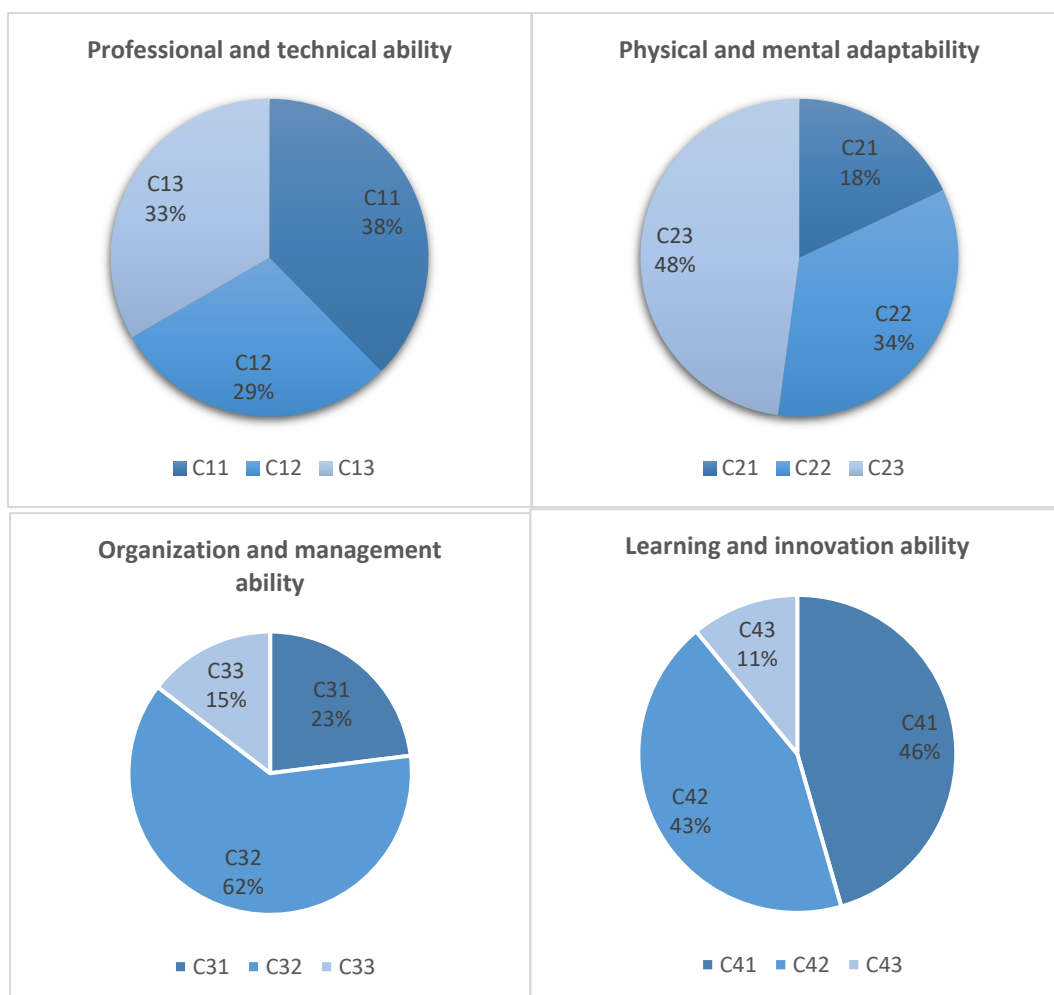 Professional and technical ability
C11
38%
C12
29%
C13
33%
C11 C12 C13
Physical and mental adaptability
C21
18%
C22
34%
C23
48%
C21 C22 C23
Organization and management
ability
C31
23%
C32
62%
C33
15%
C31 C32 C33
Learning and innovation ability
C41
46%
C42
43%
C43
11%
C41 C42 C43